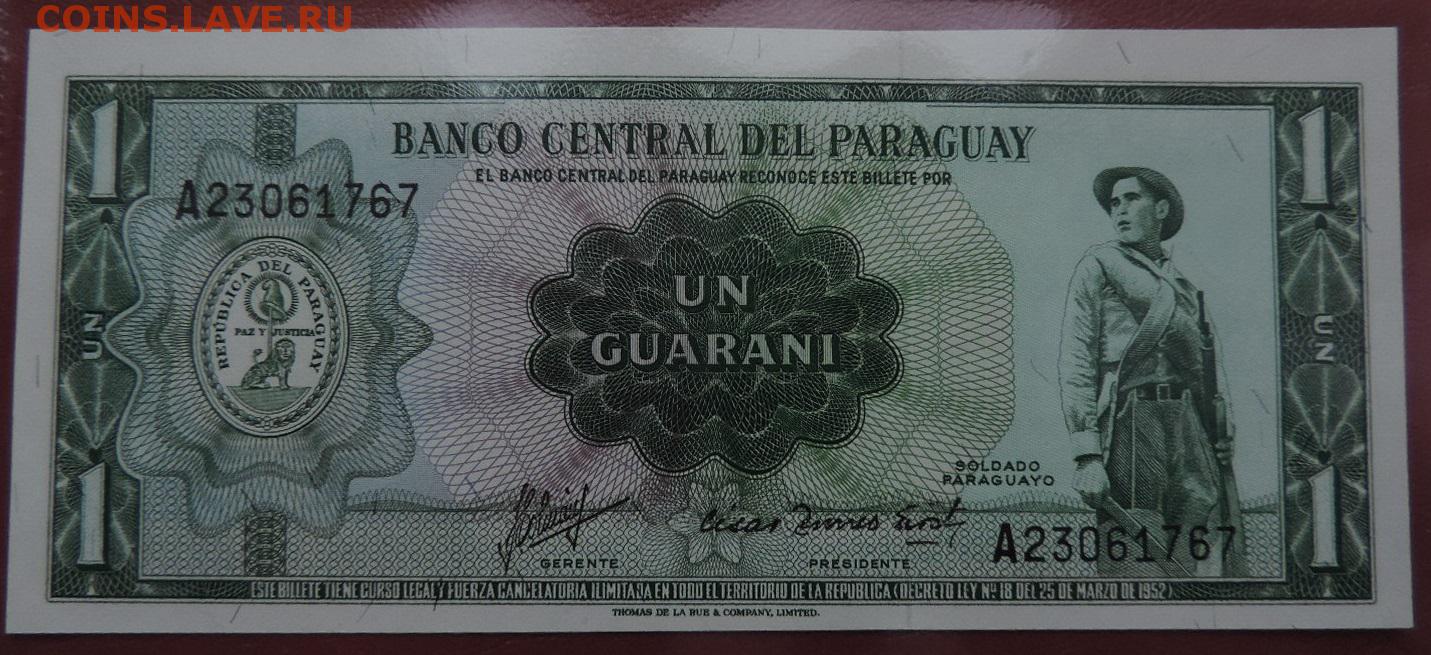 COINS.LAVE.RU
1
1
BANCO CENTRAL DEL PARAGUAY
EL BANCO CENTRAL DEL PARAGUAY RECONOCE ESTE BILLETE POR
A23061767
REPÚBLICA DEL PARAGUAY
PAZ Y JUSTICIA
UN
GUARANI
UN
UN
SOLDADO
PARAGUAYO
1
1
A23061767
GERENTE
PRESIDENTE
ESTE BILLETE TIENE CURSO LEGAL Y FUERZA CANCELATORIA ILIMITADA EN TODO EL TERRITORIO DE LA REPUBLICA (DECRETO LEY Nº 18 DEL 25 DE MARZO DE 1952)
THOMAS DE LA RUE & COMPANY, LIMITED.